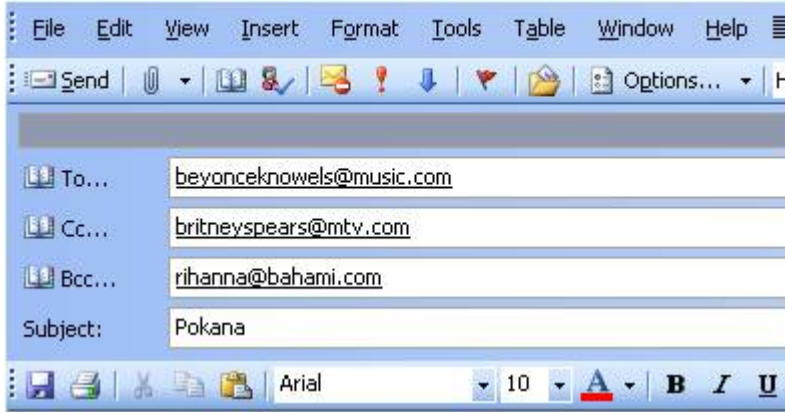 File Edit View Insert Format Tools Table Window Help
Send Options... H
To... beyonceknowels@music.com
Cc... britneyspears@mtv.com
Bcc... rihanna@bahami.com
Subject: Pokana
Arial 10 A B I U